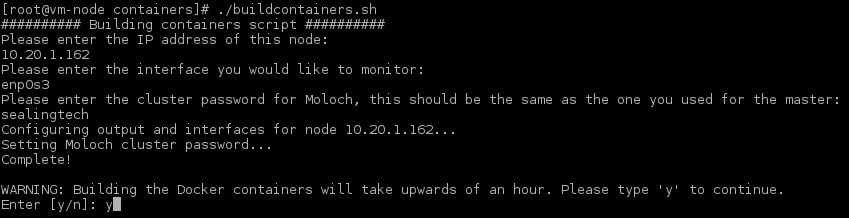 [root@vm-node containers]# ./buildcontainers.sh
########## Building containers script ##########
Please enter the IP address of this node:
10.20.1.162
Please enter the interface you would like to monitor:
enp0s3
Please enter the cluster password for Moloch, this should be the same as the one you used for the master:
sealingtech
Configuring output and interfaces for node 10.20.1.162...
Setting Moloch cluster password...
Complete!
WARNING: Building the Docker containers will take upwards of an hour. Please type 'y' to continue.
Enter [y/n]: y